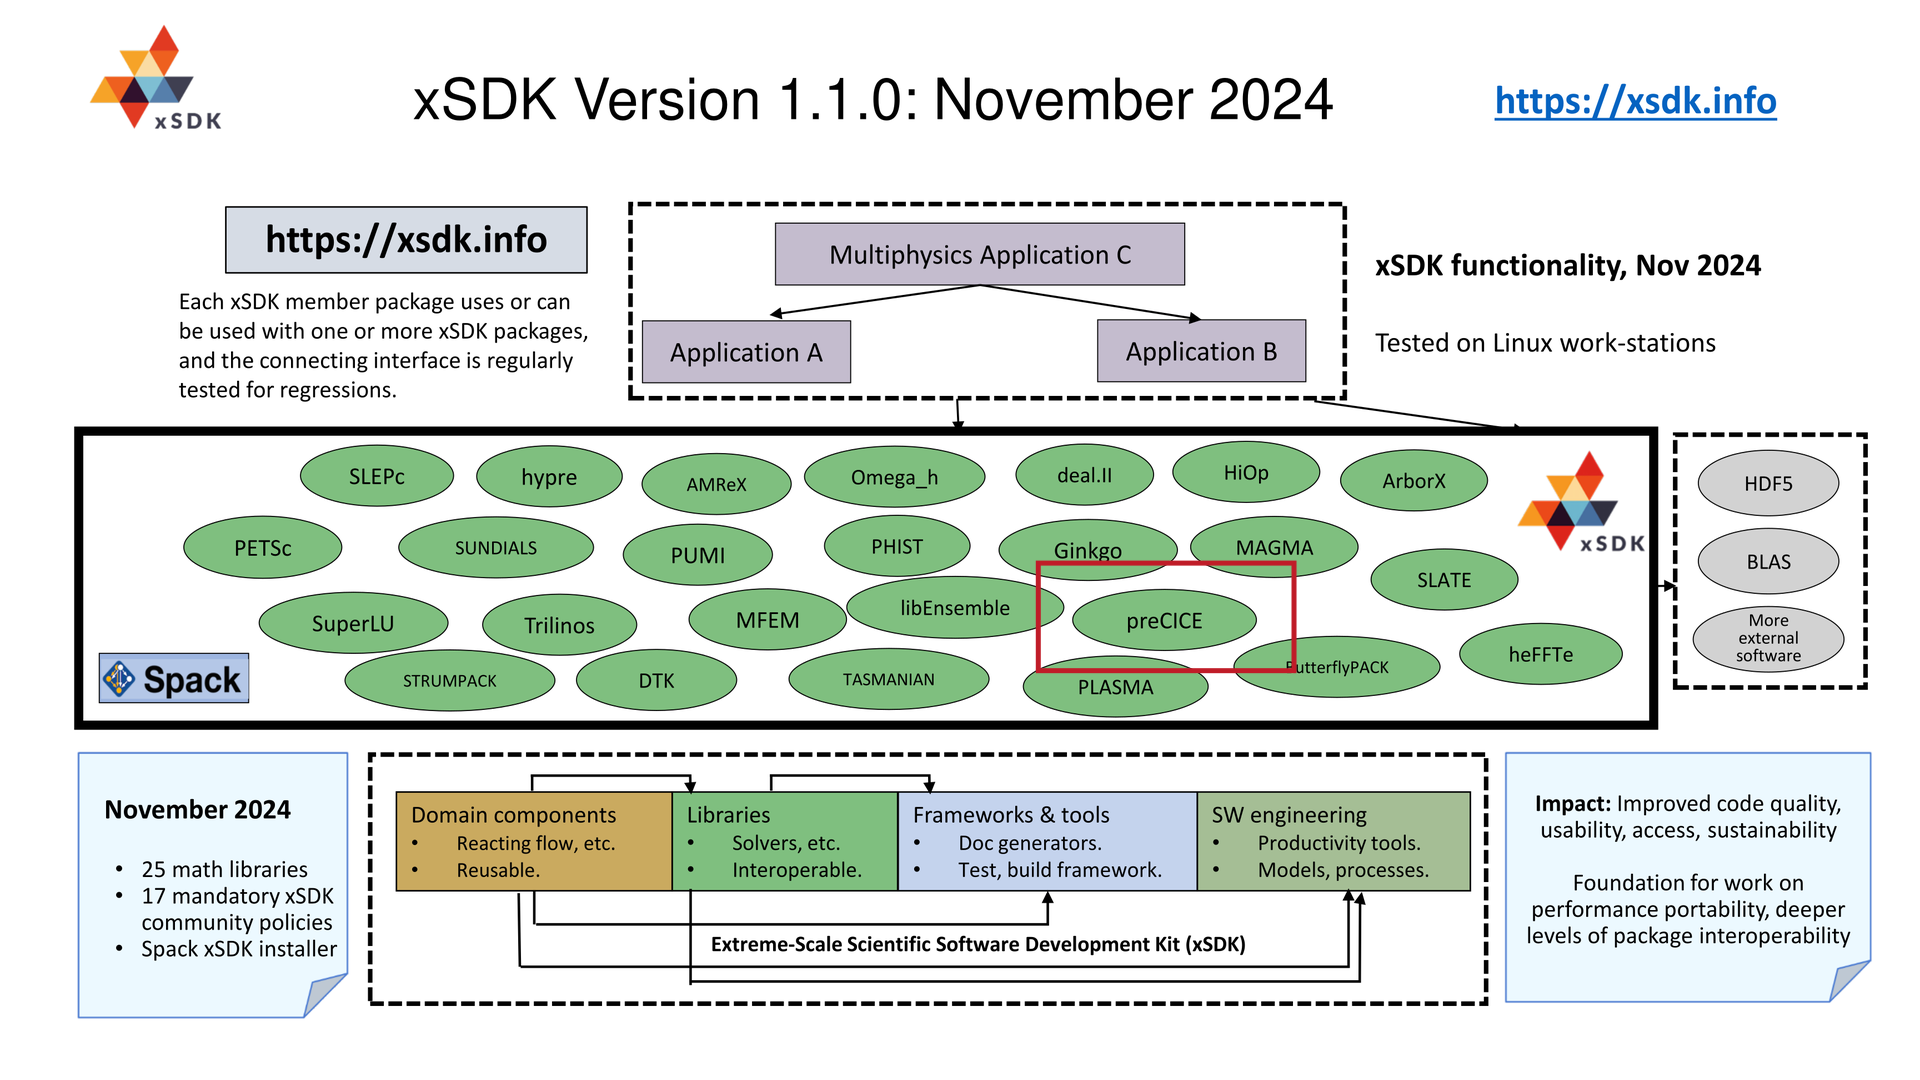 xSDK
xSDK Version 1.1.0: November 2024
https://xsdk.info
https://xsdk.info
Each xSDK member package uses or can
be used with one or more xSDK packages,
and the connecting interface is regularly
tested for regressions.
Multiphysics Application C
Application A
Application B
xSDK functionality, Nov 2024
Tested on Linux work-stations
SLEPc
hypre
AMReX
Omega_h
deal.II
HiOp
ArborX
PETSc
SUNDIALS
PUMI
PHIST
Ginkgo
MAGMA
SLATE
xSDK
SuperLU
Trilinos
MFEM
libEnsemble
preCICE
heFFTe
Spack
STRUMPACK
DTK
TASMANIAN
PLASMA
ButterflyPACK
HDF5
BLAS
More
external
software
November 2024
• 25 math libraries
• 17 mandatory xSDK
community policies
• Spack xSDK installer
Domain components
• Reacting flow, etc.
• Reusable.
Libraries
• Solvers, etc.
• Interoperable.
Frameworks & tools
• Doc generators.
• Test, build framework.
SW engineering
• Productivity tools.
• Models, processes.
Extreme-Scale Scientific Software Development Kit (xSDK)
Impact: Improved code quality,
usability, access, sustainability
Foundation for work on
performance portability, deeper
levels of package interoperability